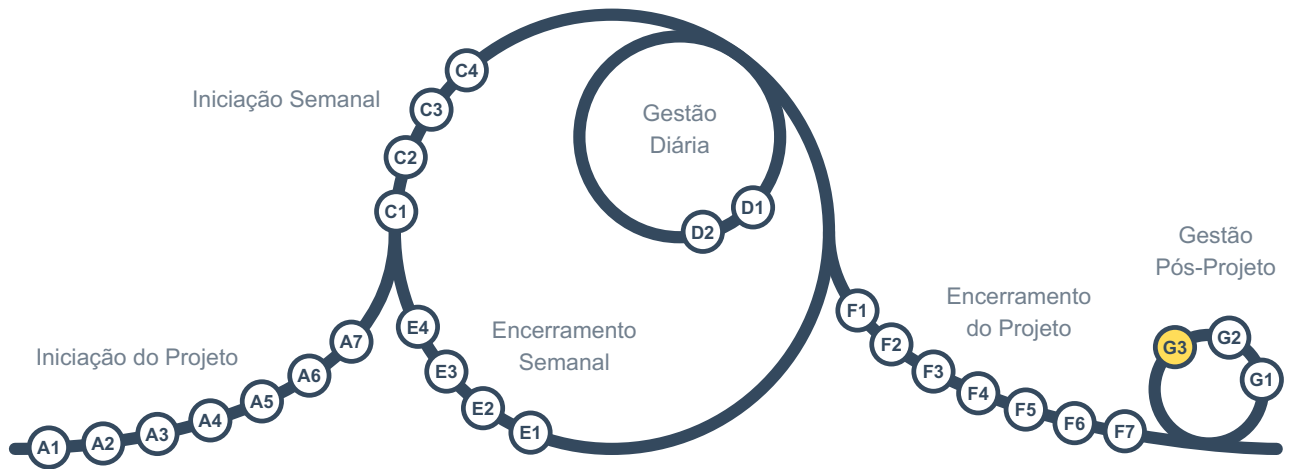 Iniciação Semanal
C4
C3
C2
C1
Gestão
Diária
D1
D2
Iniciação do Projeto
A1
A2
A3
A4
A5
A6
A7
Encerramento
Semanal
E4
E3
E2
E1
Encerramento
do Projeto
F1
F2
F3
F4
F5
F6
F7
Gestão
Pós-Projeto
G3
G2
G1